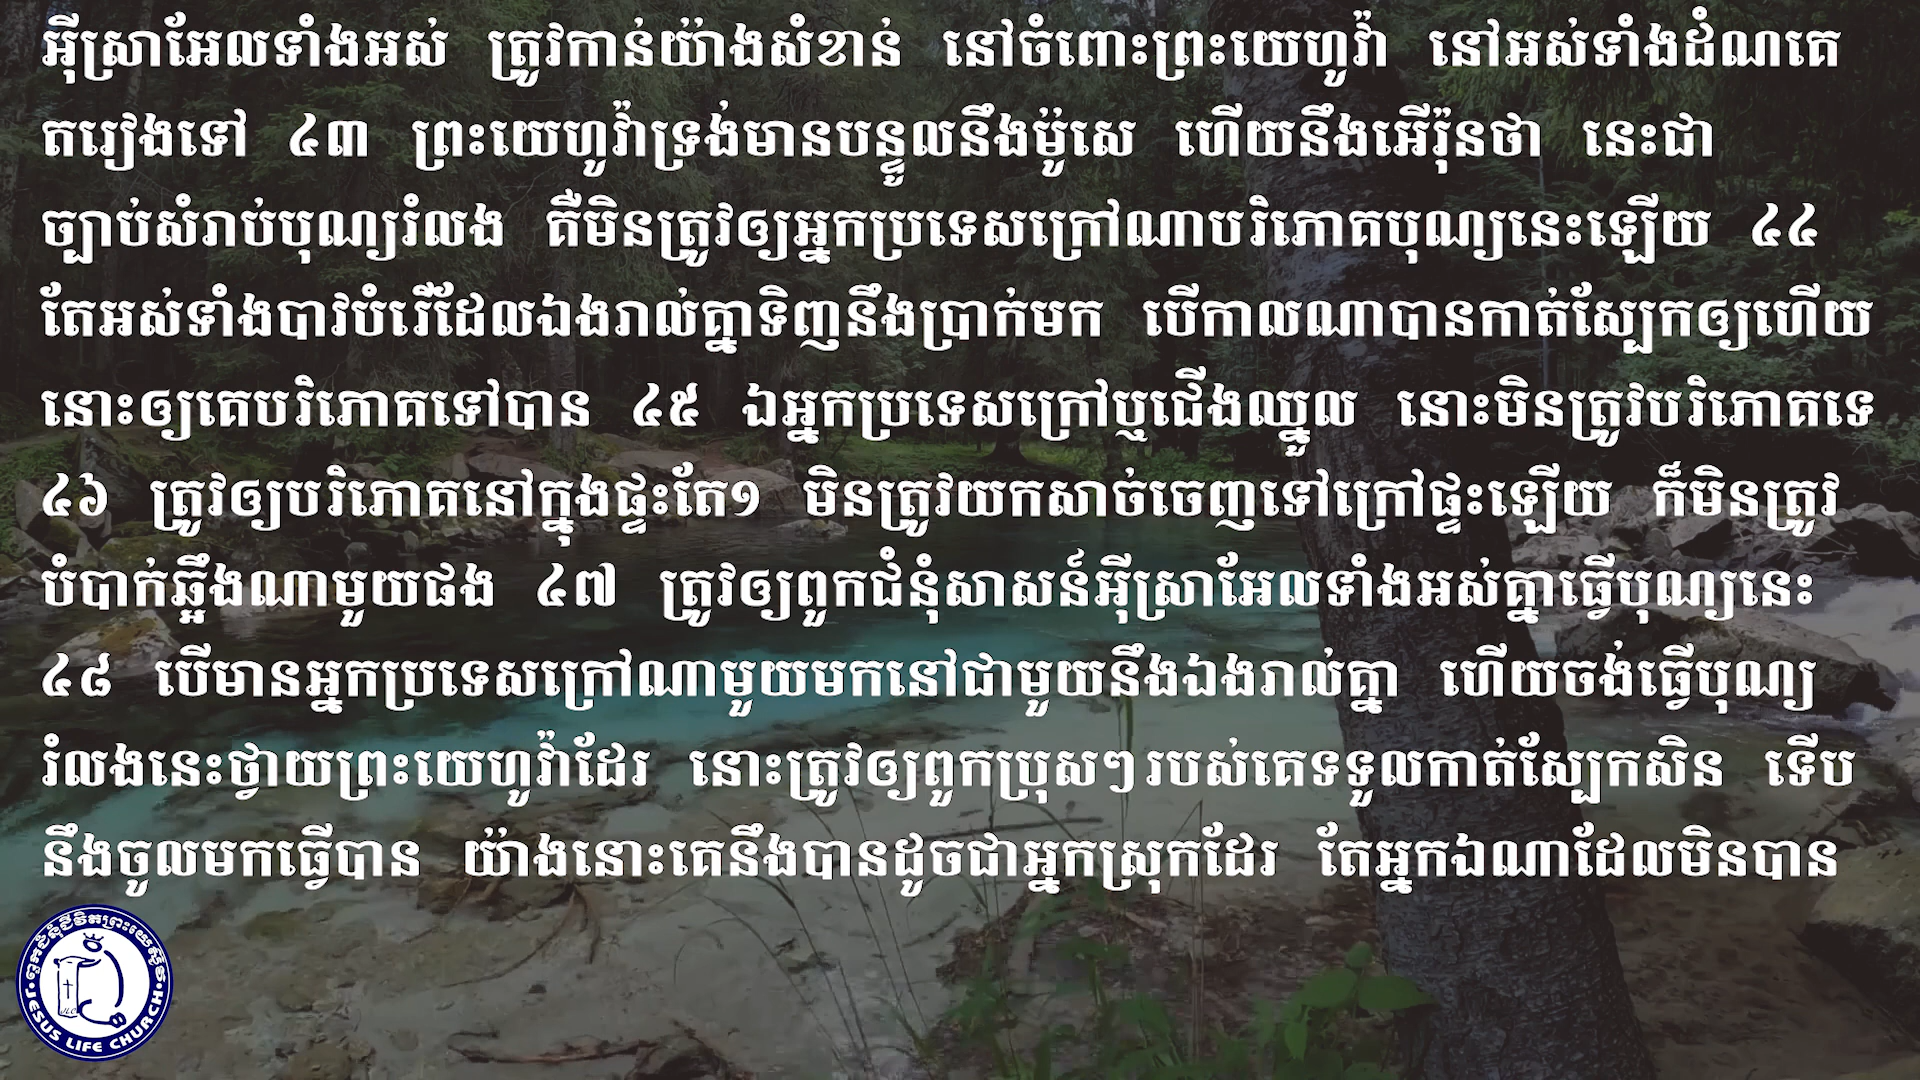 អ៊ីស្រាអែលទាំងអស់ ត្រូវកាន់យ៉ាងសំខាន់ នៅចំពោះព្រះយេហូវ៉ា នៅអស់ទាំងដំណគេ
តរៀងទៅ ៤៣ ព្រះយេហូវ៉ាទ្រង់មានបន្ទូលនឹងម៉ូសេ ហើយនឹងអើរ៉ុនថា នេះជា
ច្បាប់សំរាប់បុណ្យរំលង គឺមិនត្រូវឲ្យអ្នកប្រទេសក្រៅណាបរិភោគបុណ្យនេះឡើយ ៤៤
តែអស់ទាំងបាវបំរើដែលឯងរាល់គ្នាទិញនឹងប្រាក់មក បើកាលណាបានកាត់ស្បែកឲ្យហើយ
នោះឲ្យគេបរិភោគទៅបាន ៤៥ ឯអ្នកប្រទេសក្រៅឬជើងឈ្នួល នោះមិនត្រូវបរិភោគទេ
៤៦ ត្រូវឲ្យបរិភោគនៅក្នុងផ្ទះតែ១ មិនត្រូវយកសាច់ចេញទៅក្រៅផ្ទះឡើយ ក៏មិនត្រូវ
បំបាក់ឆ្អឹងណាមួយផង ៤៧ ត្រូវឲ្យពួកជំនុំសាសន៍អ៊ីស្រាអែលទាំងអស់គ្នាធ្វើបុណ្យនេះ
៤៨ បើមានអ្នកប្រទេសក្រៅណាមួយមកនៅជាមួយនឹងឯងរាល់គ្នា ហើយចង់ធ្វើបុណ្យ
រំលងនេះថ្វាយព្រះយេហូវ៉ាដែរ នោះត្រូវឲ្យពួកប្រុសៗរបស់គេទទួលកាត់ស្បែកសិន ទើប
នឹងចូលមកធ្វើបាន យ៉ាងនោះគេនឹងបានដូចជាអ្នកស្រុកដែរ តែអ្នកឯណាដែលមិនបាន
ពួកជំនុំជីវិតព្រះយេស៊ូវ
JLC
JESUS LIFE CHURCH